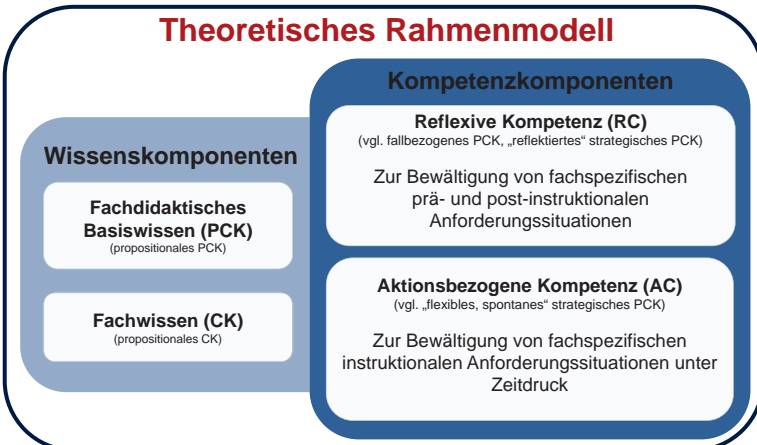 Theoretisches Rahmenmodell
Wissenskomponenten
Fachdidaktisches
Basiswissen (PCK)
(propositionales PCK)
Fachwissen (CK)
(propositionales CK)
Kompetenzkomponenten
Reflexive Kompetenz (RC)
(vgl. fallbezogenes PCK, „reflektiertes“ strategisches PCK)
Zur Bewältigung von fachspezifischen
prä- und post-instruktionalen
Anforderungssituationen
Aktionsbezogene Kompetenz (AC)
(vgl. „flexibles, spontanes“ strategisches PCK)
Zur Bewältigung von fachspezifischen
instruktionalen Anforderungssituationen unter
Zeitdruck